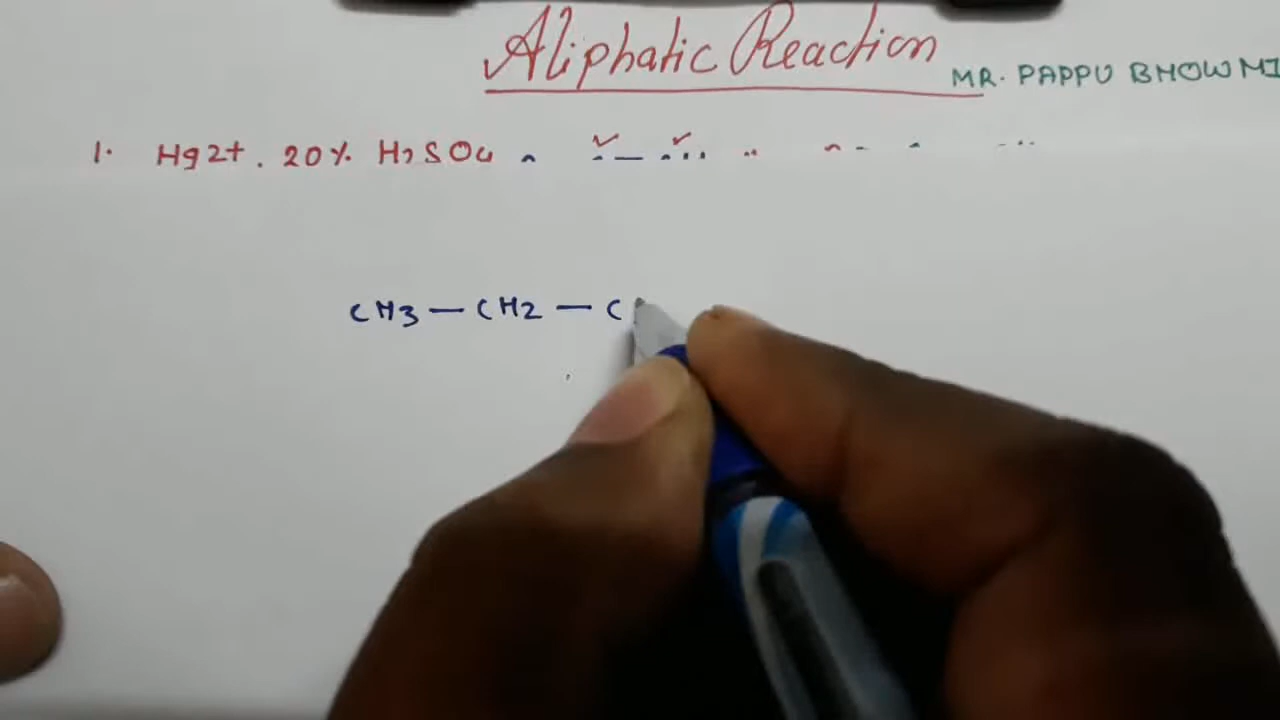 Aliphatic Reaction
MR. PAPPU BHOWMI
1. Hg2+. 20% H2SO4
CH3 — CH2 — C